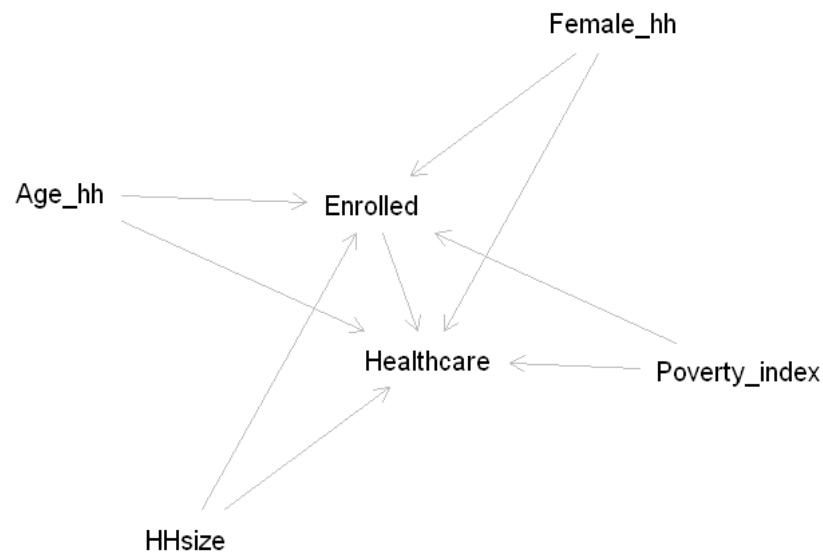 Female_hh
Age_hh
Enrolled
Healthcare
Poverty_index
HHsize